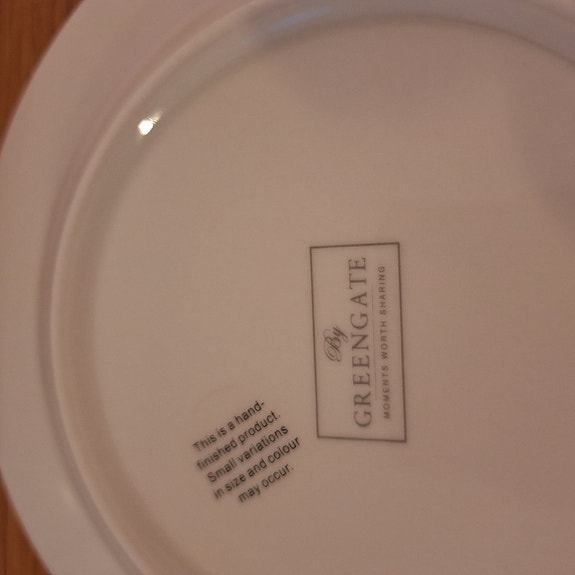 By
GREENGATE
MOMENTS WORTH SHARING
This is a hand-
finished product.
Small variations
in size and colour
may occur.